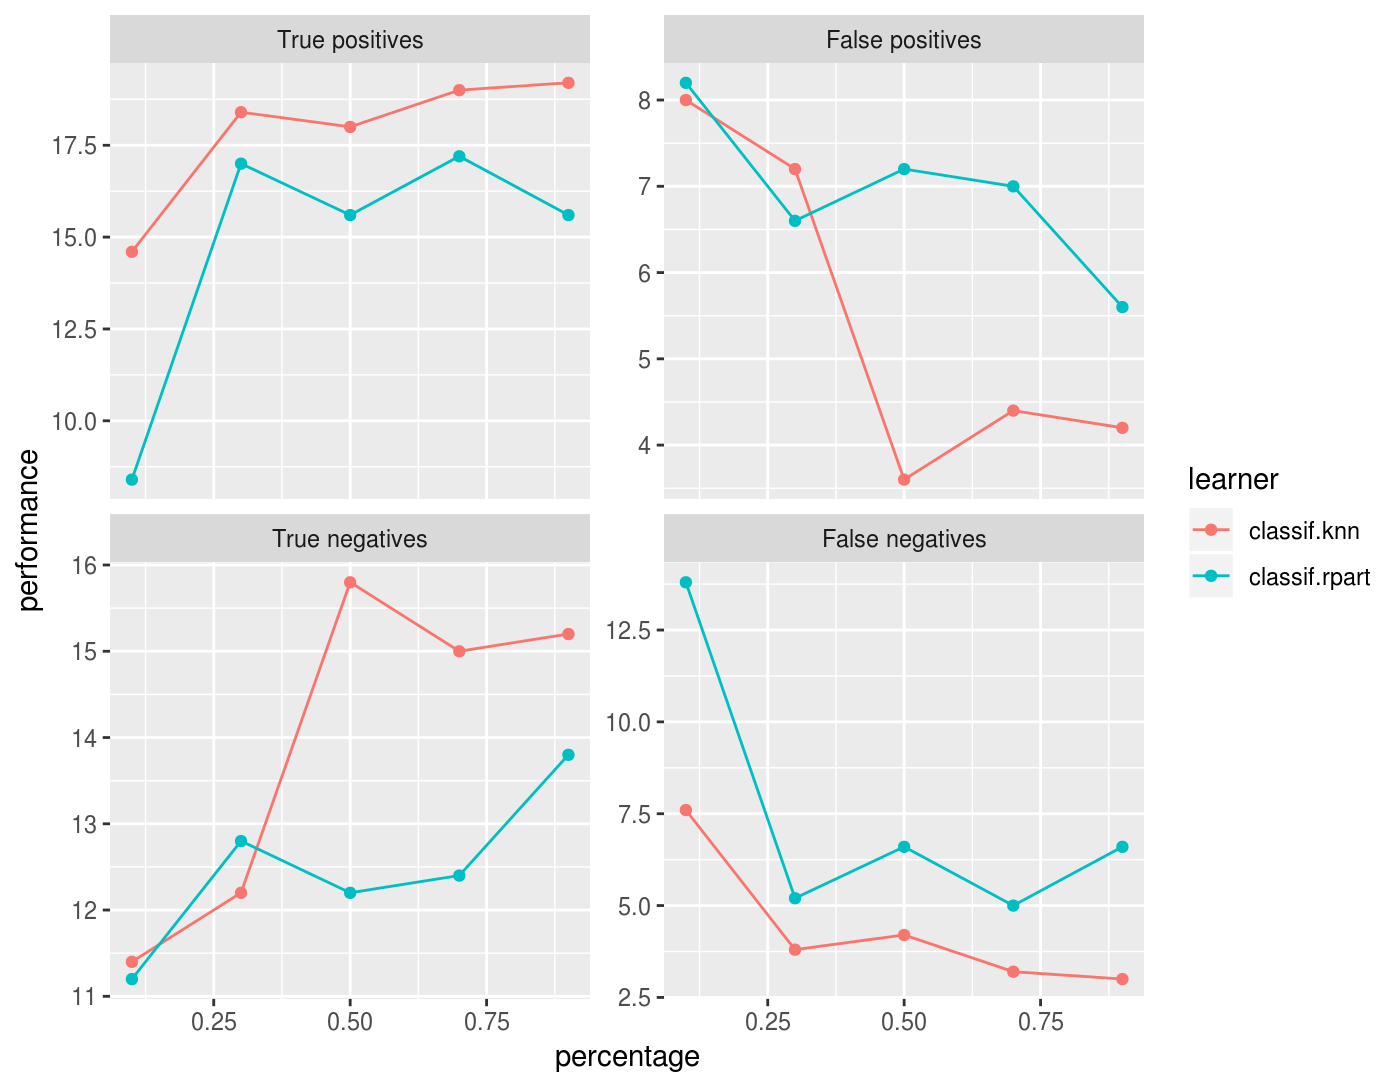 True positives
False positives
17.5
15.0
12.5
10.0
8
7
6
5
4
performance
True negatives
False negatives
16
15
14
13
12
11
12.5
10.0
7.5
5.0
2.5
0.25 0.50 0.75
0.25 0.50 0.75
percentage
learner
classif.knn
classif.rpart